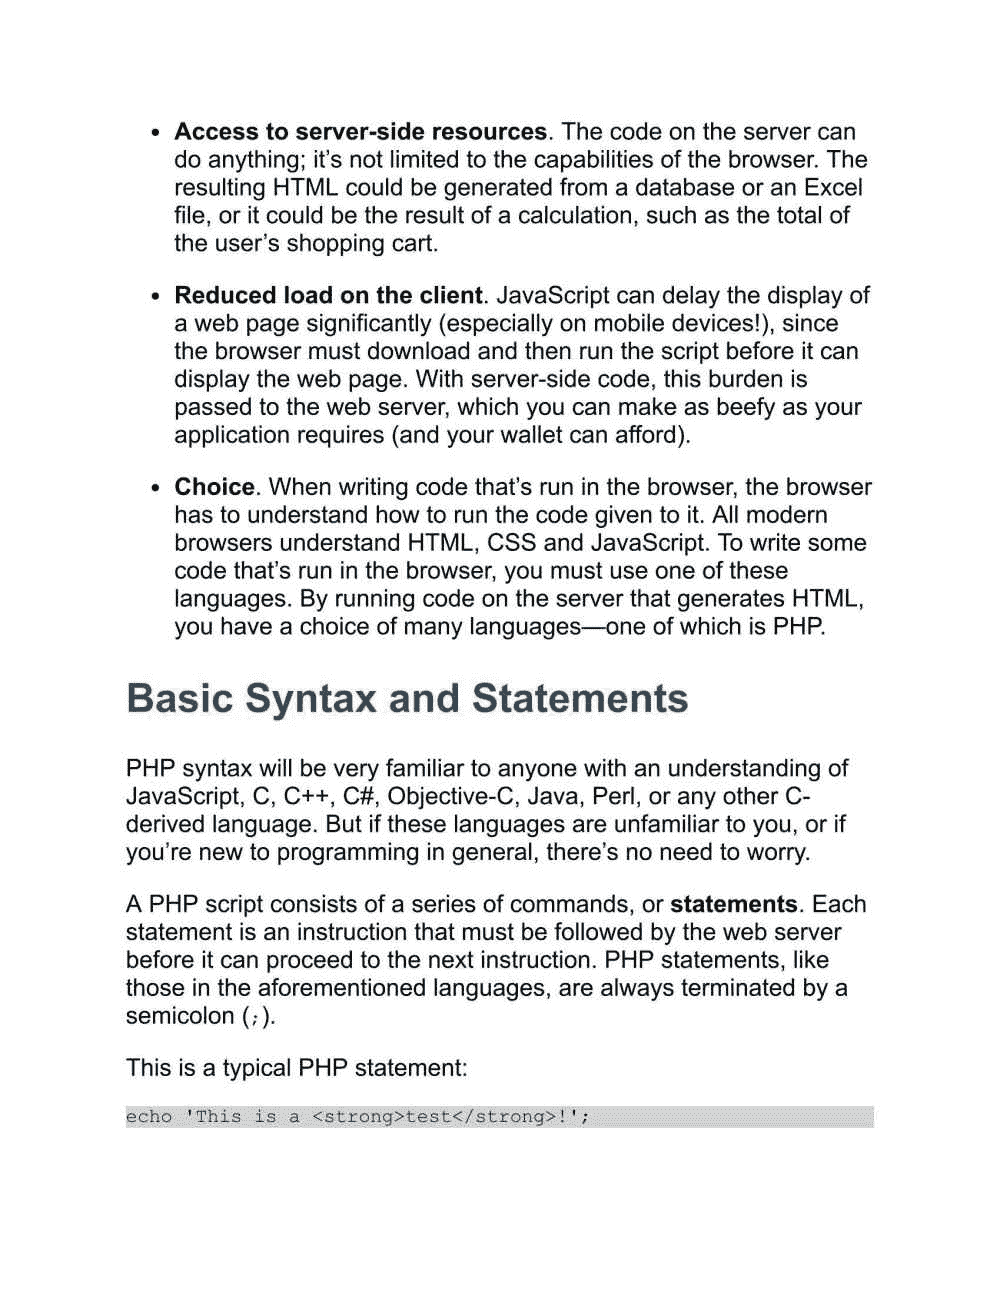 • Access to server-side resources. The code on the server can
do anything; it’s not limited to the capabilities of the browser. The
resulting HTML could be generated from a database or an Excel
file, or it could be the result of a calculation, such as the total of
the user’s shopping cart.
• Reduced load on the client. JavaScript can delay the display of
a web page significantly (especially on mobile devices!), since
the browser must download and then run the script before it can
display the web page. With server-side code, this burden is
passed to the web server, which you can make as beefy as your
application requires (and your wallet can afford).
• Choice. When writing code that’s run in the browser, the browser
has to understand how to run the code given to it. All modern
browsers understand HTML, CSS and JavaScript. To write some
code that’s run in the browser, you must use one of these
languages. By running code on the server that generates HTML,
you have a choice of many languages—one of which is PHP.
Basic Syntax and Statements
PHP syntax will be very familiar to anyone with an understanding of
JavaScript, C, C++, C#, Objective-C, Java, Perl, or any other C-
derived language. But if these languages are unfamiliar to you, or if
you’re new to programming in general, there’s no need to worry.
A PHP script consists of a series of commands, or statements. Each
statement is an instruction that must be followed by the web server
before it can proceed to the next instruction. PHP statements, like
those in the aforementioned languages, are always terminated by a
semicolon (;).
This is a typical PHP statement:
echo 'This is a <strong>test</strong>!';